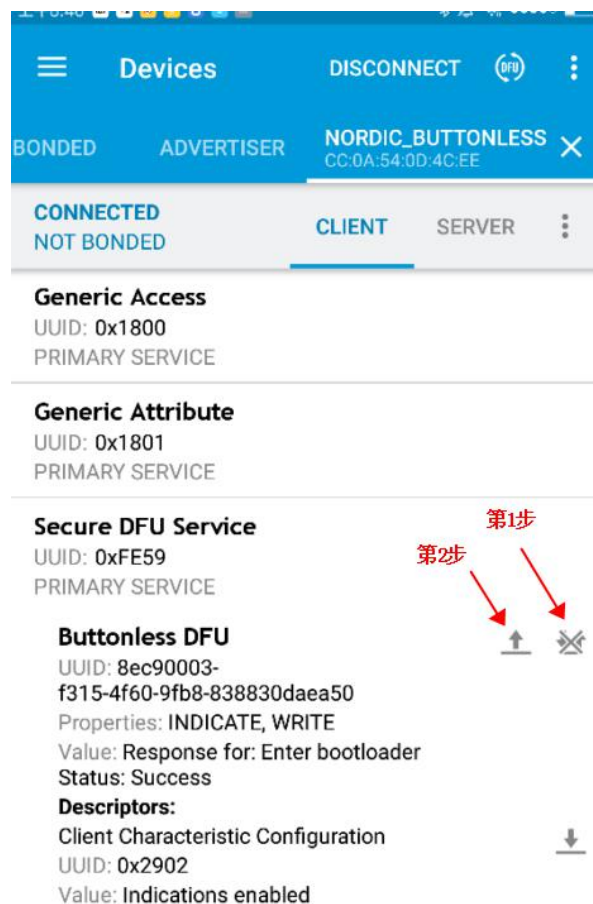 Devices
DISCONNECT
DFU
BONDED
ADVERTISER
NORDIC_BUTTONLESS
CC:0A:54:0D:4C:EE
CONNECTED
NOT BONDED
CLIENT
SERVER
Generic Access
UUID: 0x1800
PRIMARY SERVICE
Generic Attribute
UUID: 0x1801
PRIMARY SERVICE
Secure DFU Service
UUID: 0xFE59
PRIMARY SERVICE
第1步
第2步
Buttonless DFU
UUID: 8ec90003-
f315-4f60-9fb8-838830daea50
Properties: INDICATE, WRITE
Value: Response for: Enter bootloader
Status: Success
Descriptors:
Client Characteristic Configuration
UUID: 0x2902
Value: Indications enabled